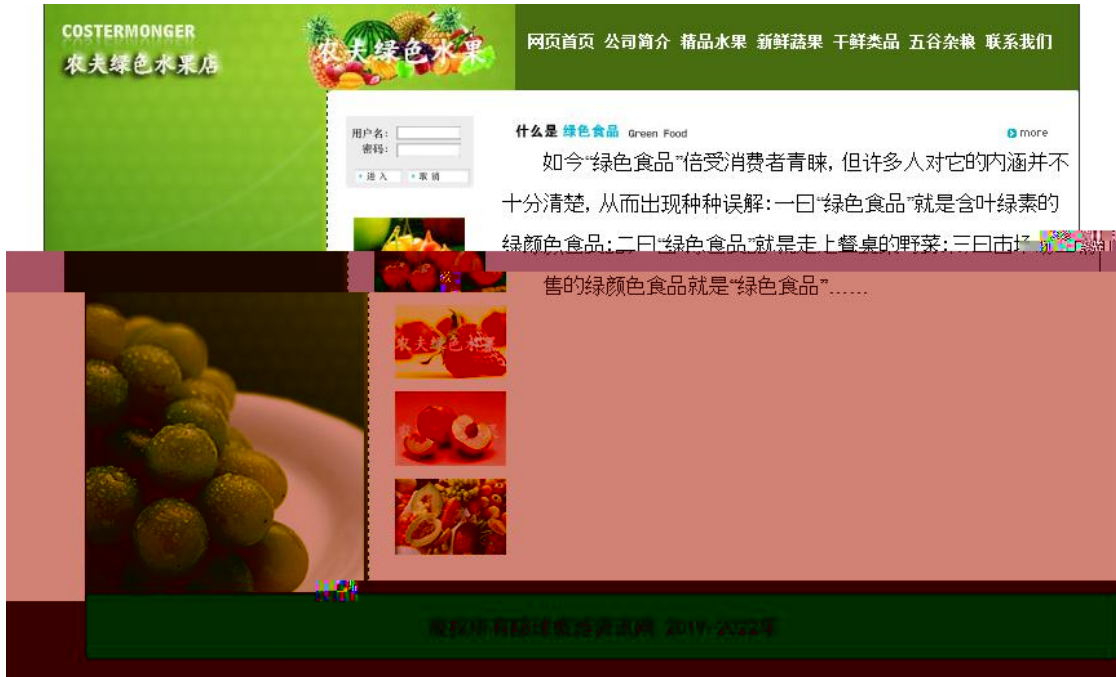 COSTERMONGER
农夫绿色水果店
农夫绿色水果
网页首页 公司简介 精品水果 新鲜蔬果 干鲜类品 五谷杂粮 联系我们
用户名:
密码:
进入 取消
什么是 绿色食品 Green Food
more
如今“绿色食品”倍受消费者青睐, 但许多人对它的内涵并不
十分清楚, 从而出现种种误解:一曰“绿色食品”就是含叶绿素的
绿颜色食品;二曰“绿色食品”就是走上餐桌的野菜;三曰市场
售的绿颜色食品就是“绿色食品”……
农夫绿色水果
2019-2022年